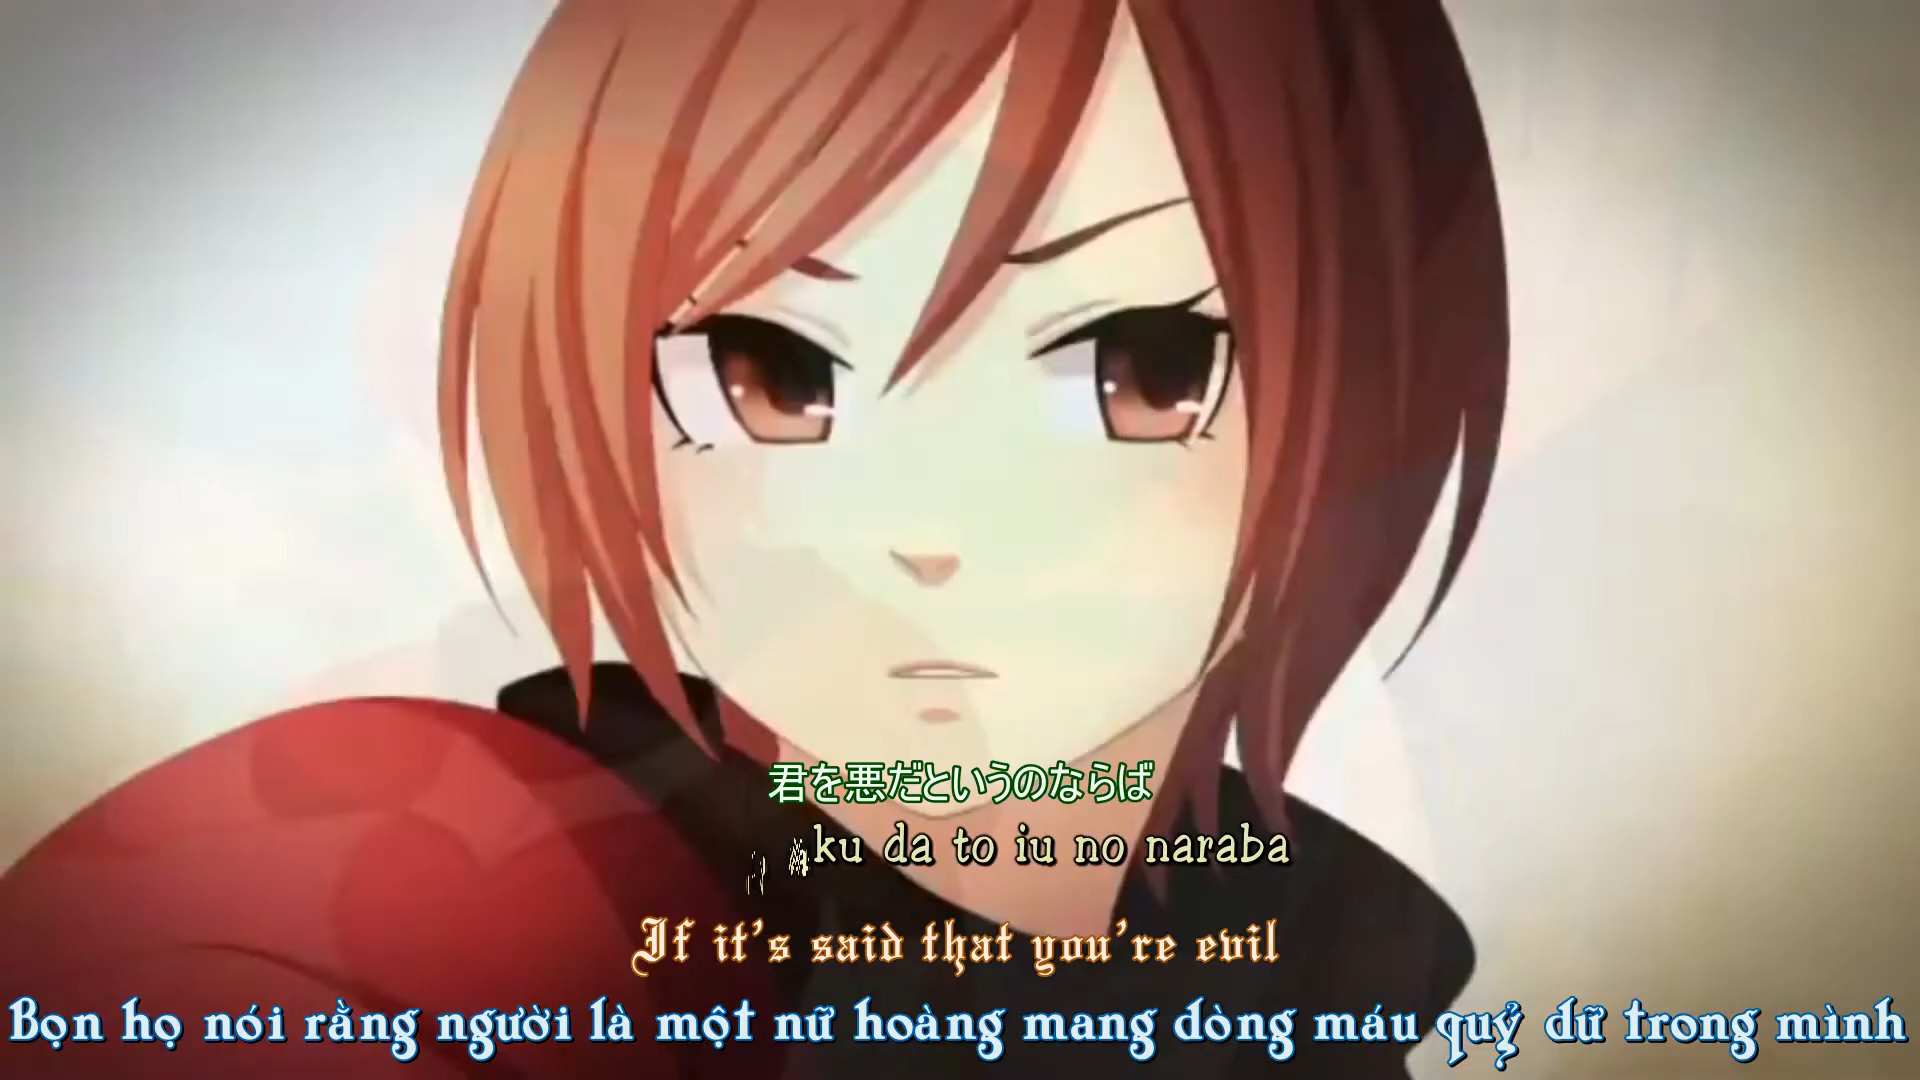 君を悪だというのならば
ku da to iu no naraba
If it's said that you're evil
Bọn họ nói rằng người là một nữ hoàng mang dòng máu quỷ dữ trong mình